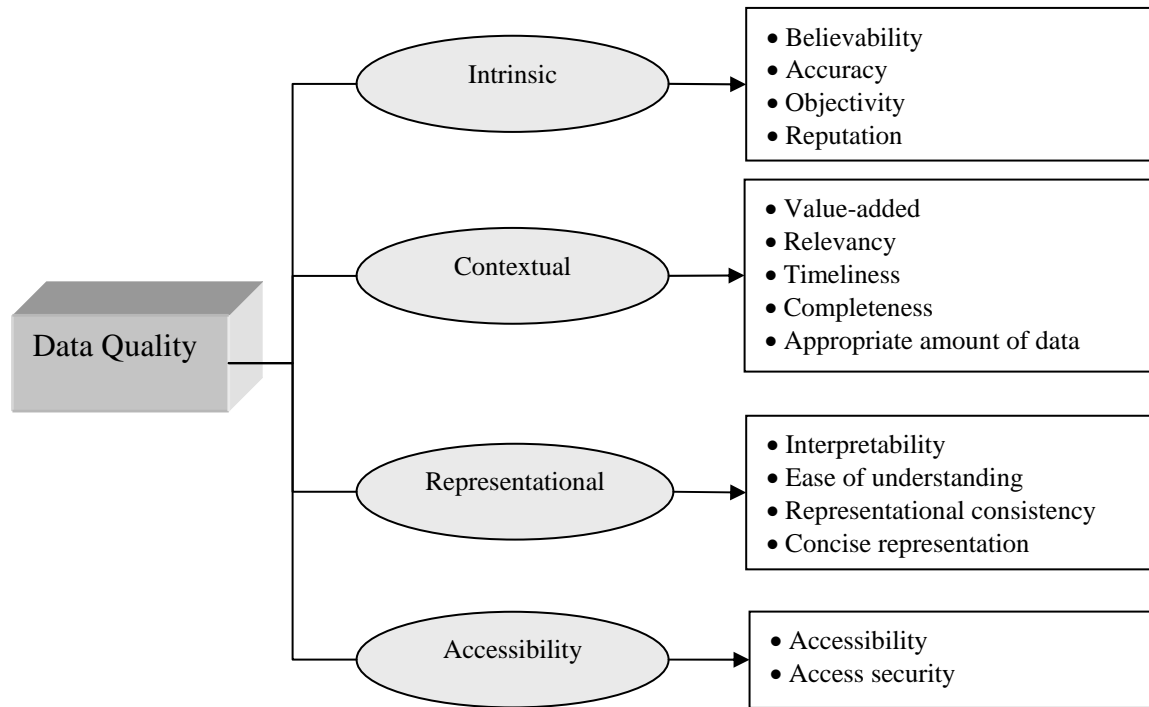 Data Quality
Intrinsic
• Believability
• Accuracy
• Objectivity
• Reputation
Contextual
• Value-added
• Relevancy
• Timeliness
• Completeness
• Appropriate amount of data
Representational
• Interpretability
• Ease of understanding
• Representational consistency
• Concise representation
Accessibility
• Accessibility
• Access security